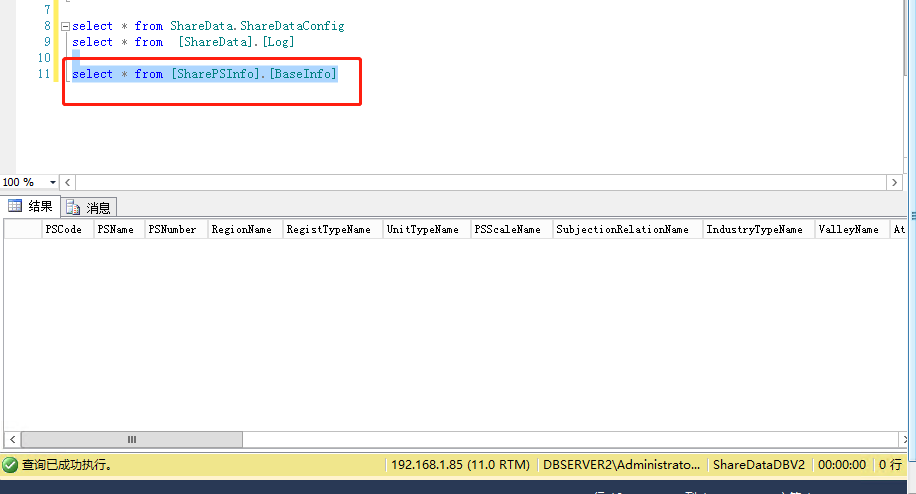 7
8 select * from ShareData.ShareDataConfig
9 select * from [ShareData].[Log]
10
11 select * from [SharePSInfo].[BaseInfo]
100 %
结果 消息
PSCode PSName PSNumber RegionName RegistTypeName UnitTypeName PSScaleName SubjectionRelationName IndustryTypeName ValleyName At
查询已成功执行。 192.168.1.85 (11.0 RTM) DBSERVER2\Administrato... ShareDataDBV2 00:00:00 0 行